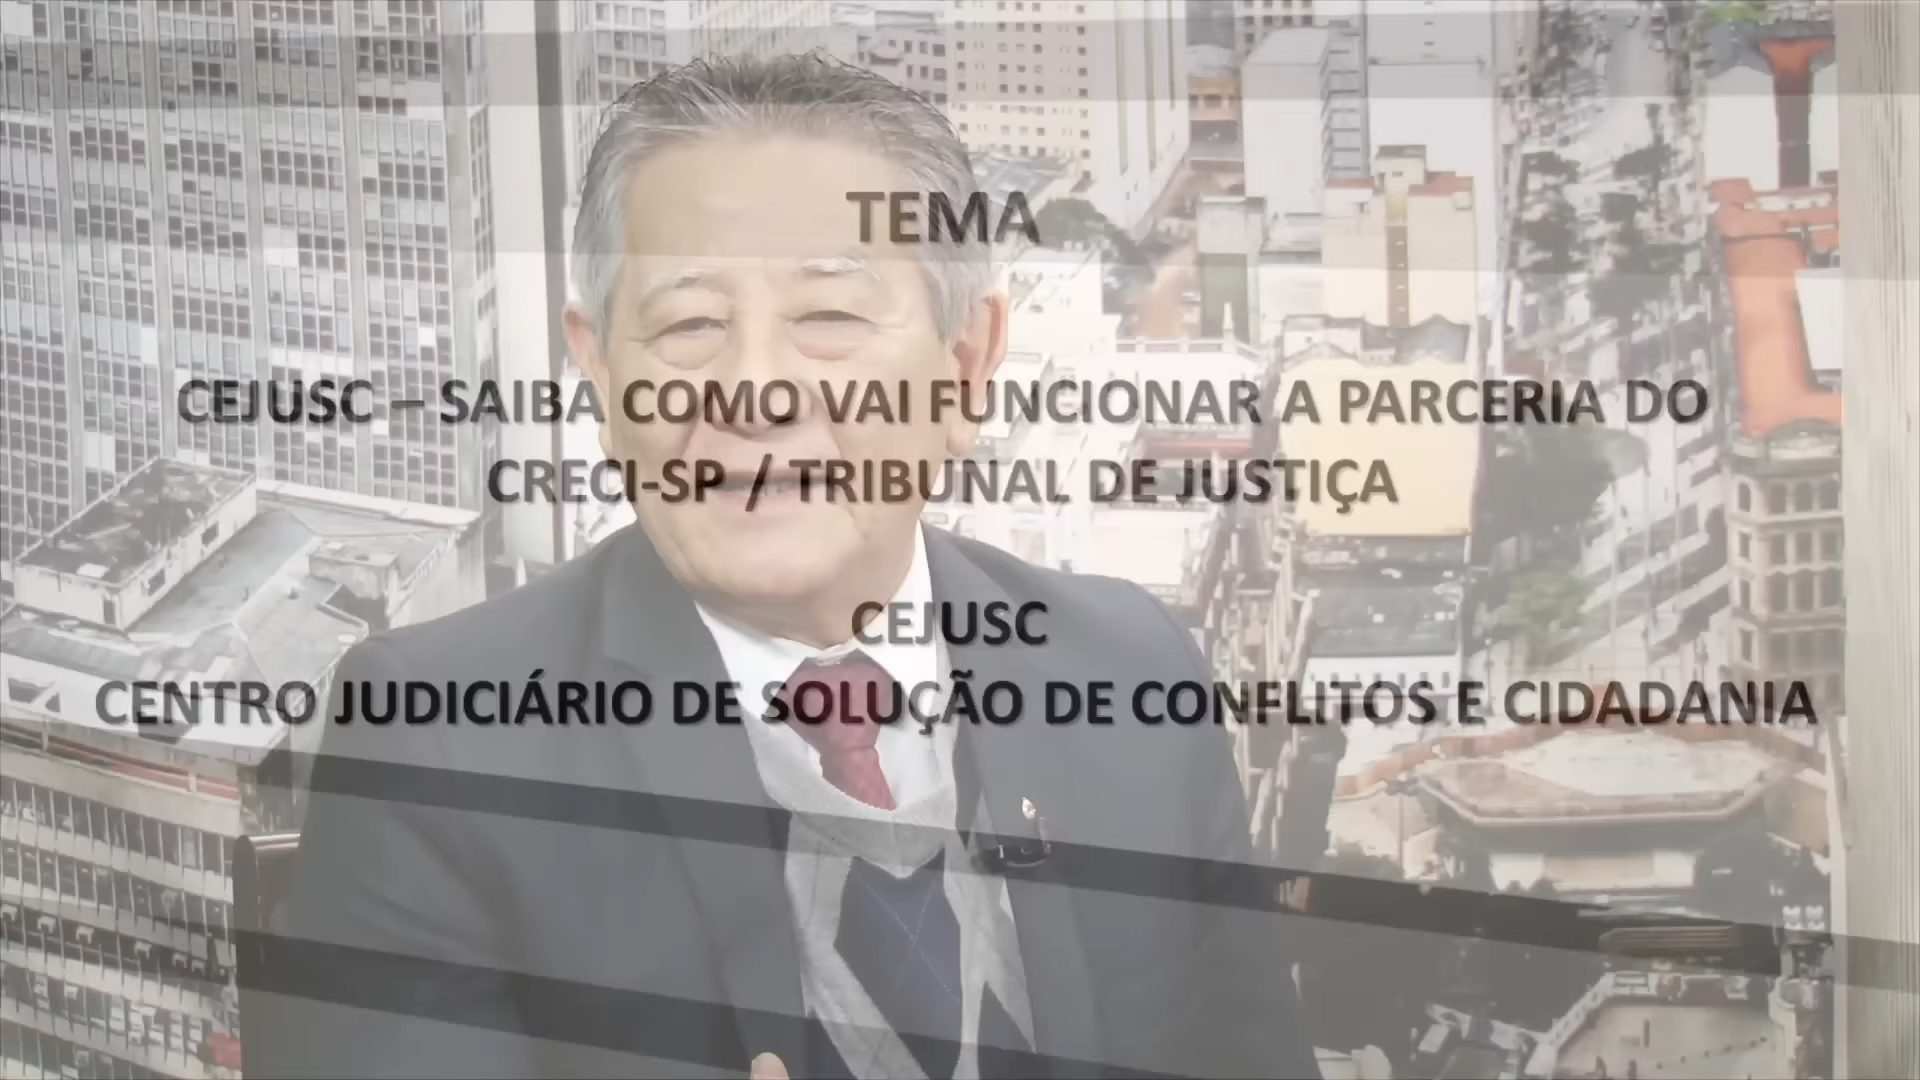 TEMA
CEJUSC – SAIBA COMO VAI FUNCIONAR A PARCERIA DO
CRECI-SP / TRIBUNAL DE JUSTIÇA
CEJUSC
CENTRO JUDICIÁRIO DE SOLUÇÃO DE CONFLITOS E CIDADANIA